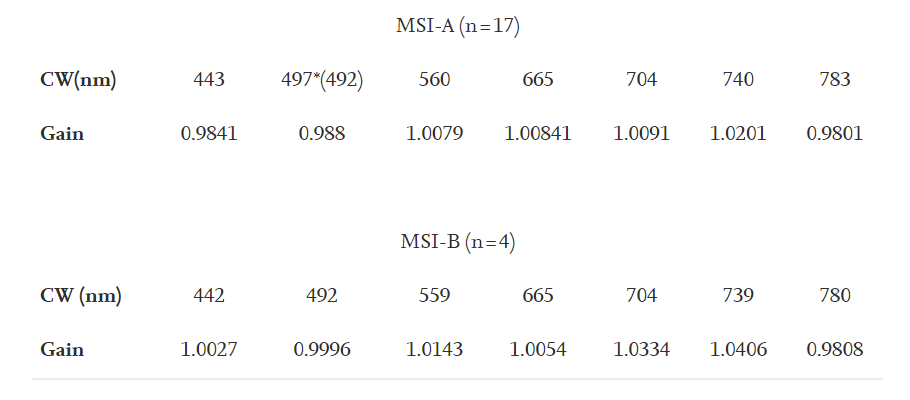 MSI-A (n=17)
CW(nm) 443 497*(492) 560 665 704 740 783
Gain 0.9841 0.988 1.0079 1.00841 1.0091 1.0201 0.9801
MSI-B (n=4)
CW (nm) 442 492 559 665 704 739 780
Gain 1.0027 0.9996 1.0143 1.0054 1.0334 1.0406 0.9808